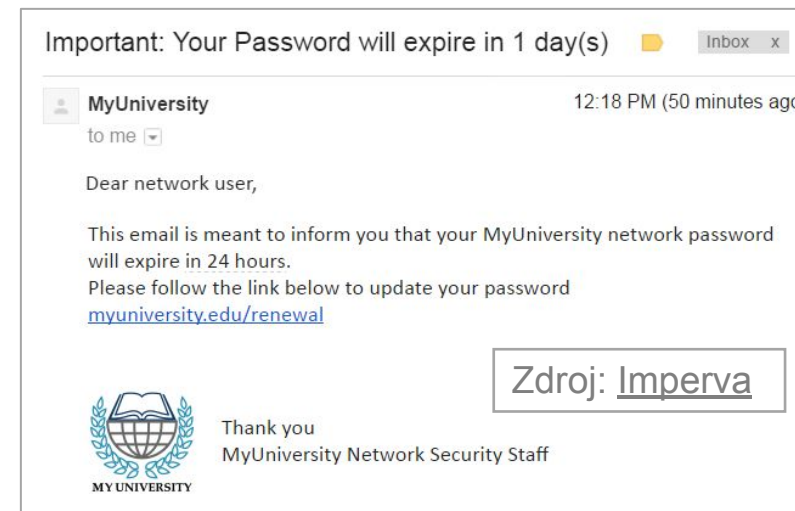 Important: Your Password will expire in 1 day(s)
Inbox x
MyUniversity
12:18 PM (50 minutes ago
to me
Dear network user,
This email is meant to inform you that your MyUniversity network password
will expire in 24 hours.
Please follow the link below to update your password
myuniversity.edu/renewal
Zdroj: Imperva
Thank you
MyUniversity Network Security Staff
MY UNIVERSITY